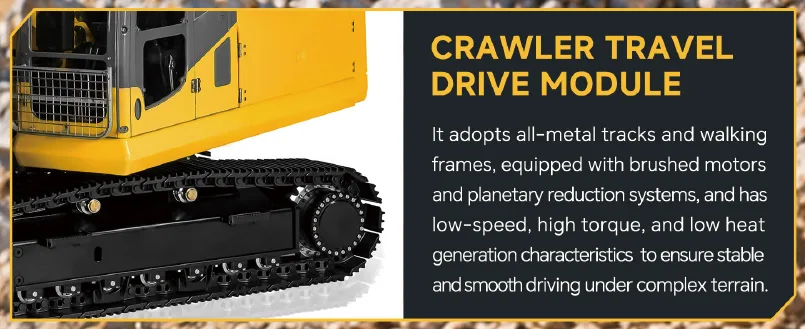 CRAWLER TRAVEL
DRIVE MODULE
It adopts all-metal tracks and walking
frames, equipped with brushed motors
and planetary reduction systems, and has
low-speed, high torque, and low heat
generation characteristics to ensure stable
and smooth driving under complex terrain.